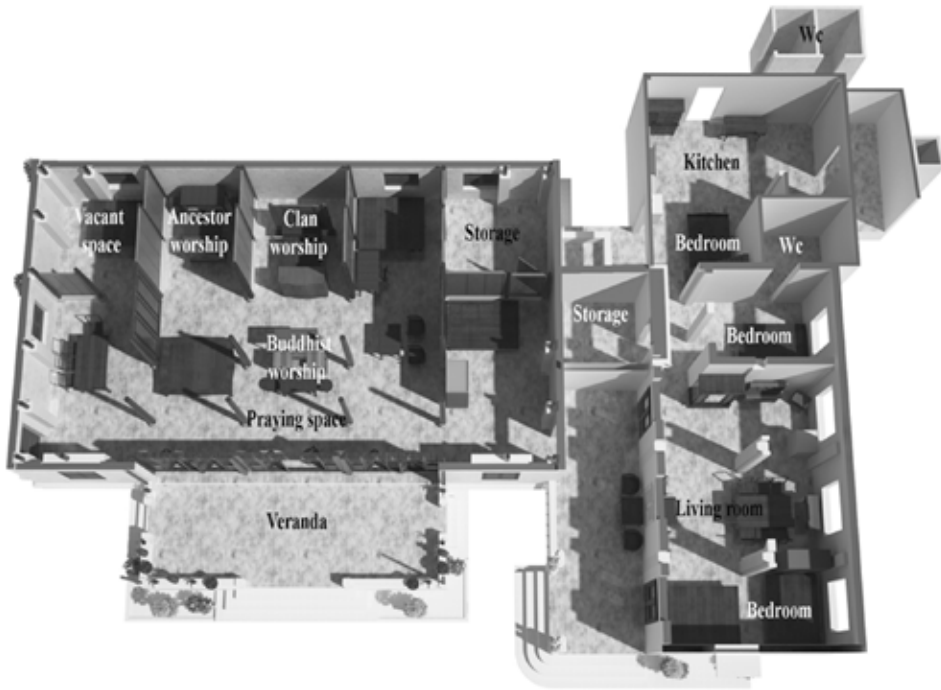 Wc
Kitchen
Vacant
space
Ancestor
worship
Clan
worship
Storage
Bedroom
Wc
Storage
Bedroom
Buddhist
worship
Praying space
Veranda
Living room
Bedroom